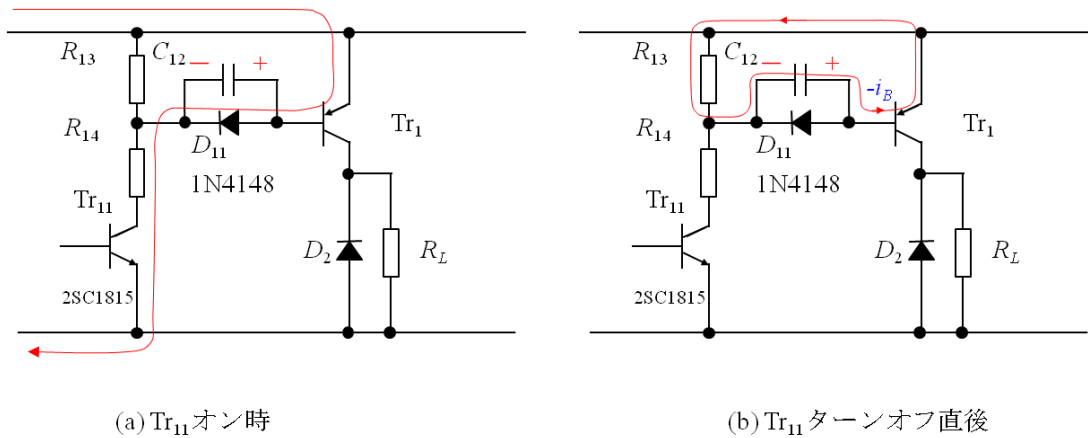 R13
C12
−
+
R14
D11
1N4148
Tr1
Tr11
2SC1815
D2
RL
(a) Tr11オン時
R13
C12
−
+
-iB
R14
D11
1N4148
Tr1
Tr11
2SC1815
D2
RL
(b) Tr11ターンオフ直後